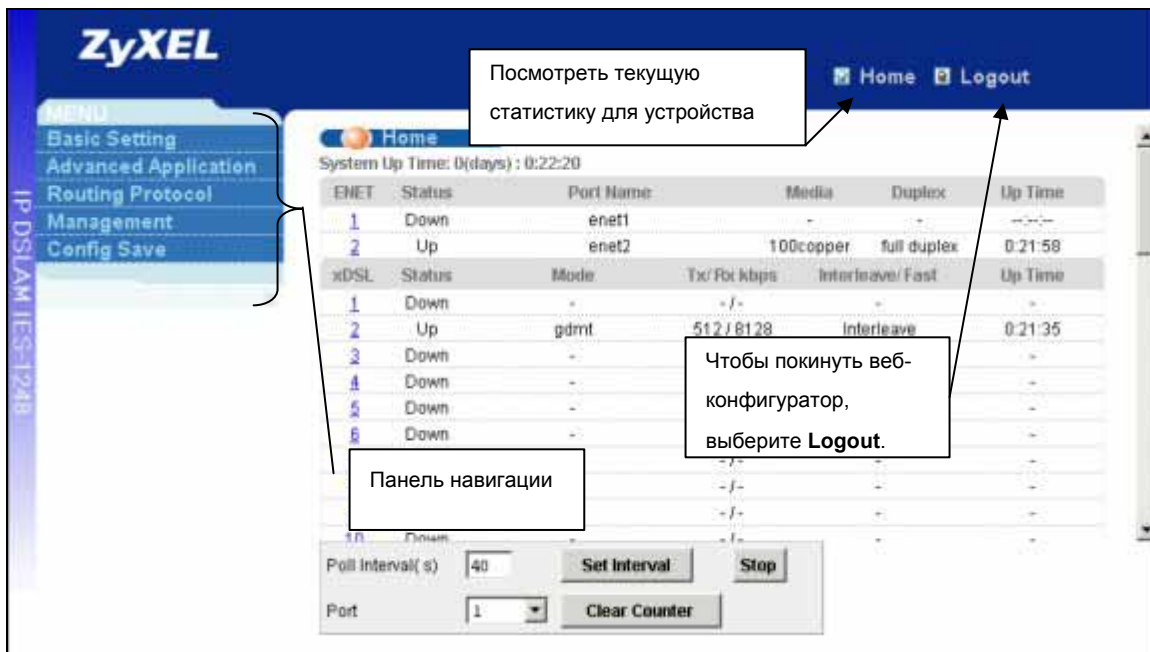 ZyXEL
Посмотреть текущую
статистику для устройства
Home Logout
MENU
Basic Setting
Advanced Application
Routing Protocol
Management
Config Save
IP DSLAM IES-1248
Home
System Up Time: 0(days) : 0:22:20
ENET Status Port Name Media Duplex Up Time
1 Down enet1 - - --:--:--
2 Up enet2 100copper full duplex 0:21:58
xDSL Status Mode Tx/Rx kbps Interleave/Fast Up Time
1 Down - - / - -
2 Up gdmt 512 / 8128 Interleave 0:21:35
3 Down - -
4 Down - -
5 Down - -
6 Down - -
Чтобы покинуть веб-
конфигуратор,
выберите Logout.
Панель навигации
- / - - -
- / - - -
- / - - -
10 Down - - / - - -
Poll Interval( s) 40 Set Interval Stop
Port 1 Clear Counter